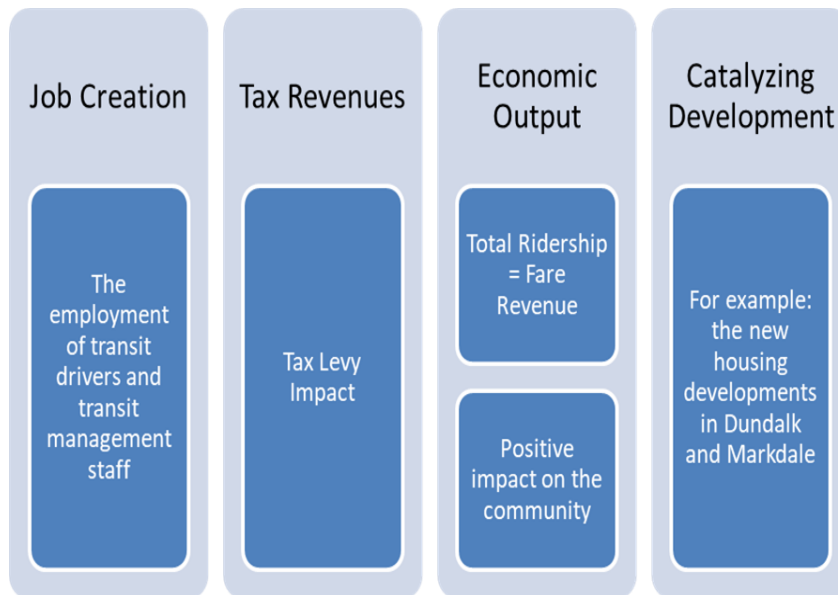 Job Creation
The
employment
of transit
drivers and
transit
management
staff
Tax Revenues
Tax Levy
Impact
Economic
Output
Total Ridership
= Fare
Revenue
Positive
impact on the
community
Catalyzing
Development
For example:
the new
housing
developments
in Dundalk
and Markdale